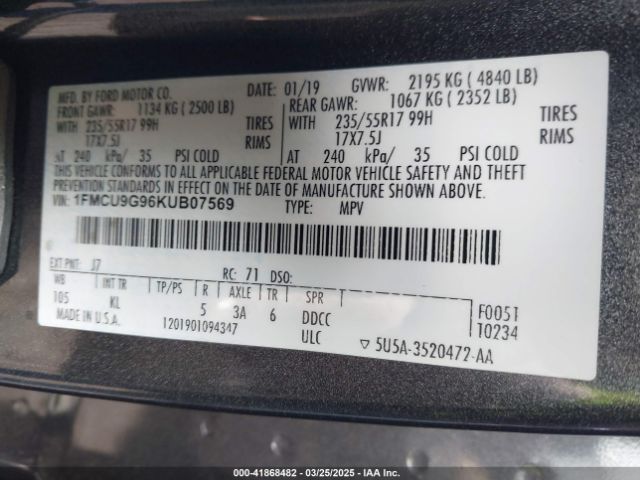 MFD. BY FORD MOTOR CO. DATE: 01/19 GVWR: 2195 KG ( 4840 LB)
FRONT GAWR: 1134 KG ( 2500 LB) REAR GAWR: 1067 KG ( 2352 LB)
WITH 235/55R17 99H TIRES WITH 235/55R17 99H TIRES
17X7.5J RIMS 17X7.5J RIMS
AT 240 kPa/ 35 PSI COLD AT 240 kPa/ 35 PSI COLD
THIS VEHICLE CONFORMS TO ALL APPLICABLE FEDERAL MOTOR VEHICLE SAFETY AND THEFT
PREVENTION STANDARDS IN EFFECT ON THE DATE OF MANUFACTURE SHOWN ABOVE.
VIN: 1FMCU9G96KUB07569 TYPE: MPV
EXT PNT: J7 RC: 71 DSO:
WB INT TR TP/PS R AXLE TR SPR
105 KL 5 3A 6 DDCC F0051
MADE IN U.S.A. 1201901094347 ULC 10234
▽ 5U5A-3520472-AA
000-41868482 — 03/25/2025 — IAA Inc.